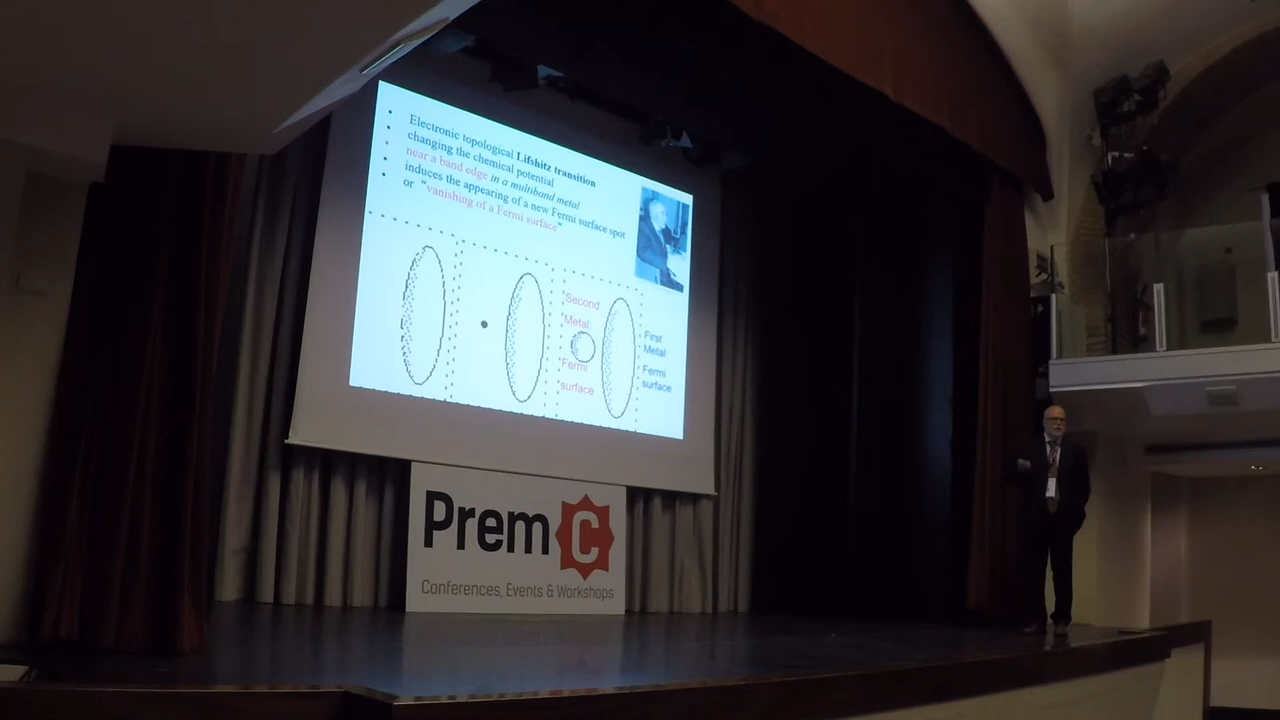 Electronic topological Lifshitz transition
changing the chemical potential
near a band edge in a multiband metal
induces the appearing of a new Fermi surface spot
or "vanishing of a Fermi surface"
Second
Metal:
Fermi
surface
First
Metal:
Fermi
surface
Prem C
Conferences, Events & Workshops